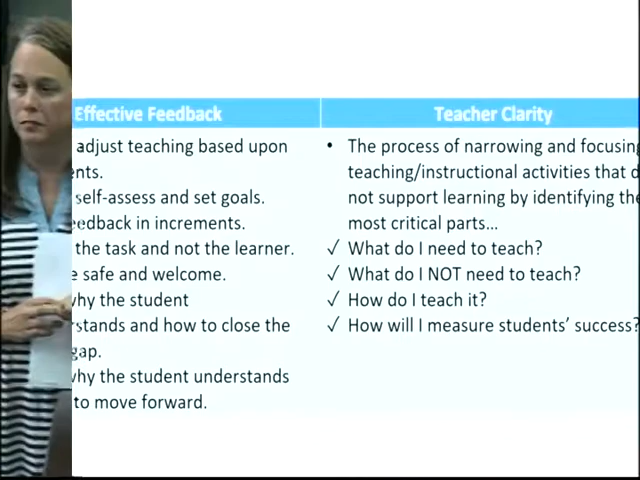 Effective Feedback
adjust teaching based upon
self-assess and set goals.
in increments.
the task and not the learner.
safe and welcome.
why the student
and how to close the
gap.
why the student understands
to move forward.
Teacher Clarity
• The process of narrowing and focusing
teaching/instructional activities that
not support learning by identifying the
most critical parts...
✓ What do I need to teach?
✓ What do I NOT need to teach?
✓ How do I teach it?
✓ How will I measure students' success?